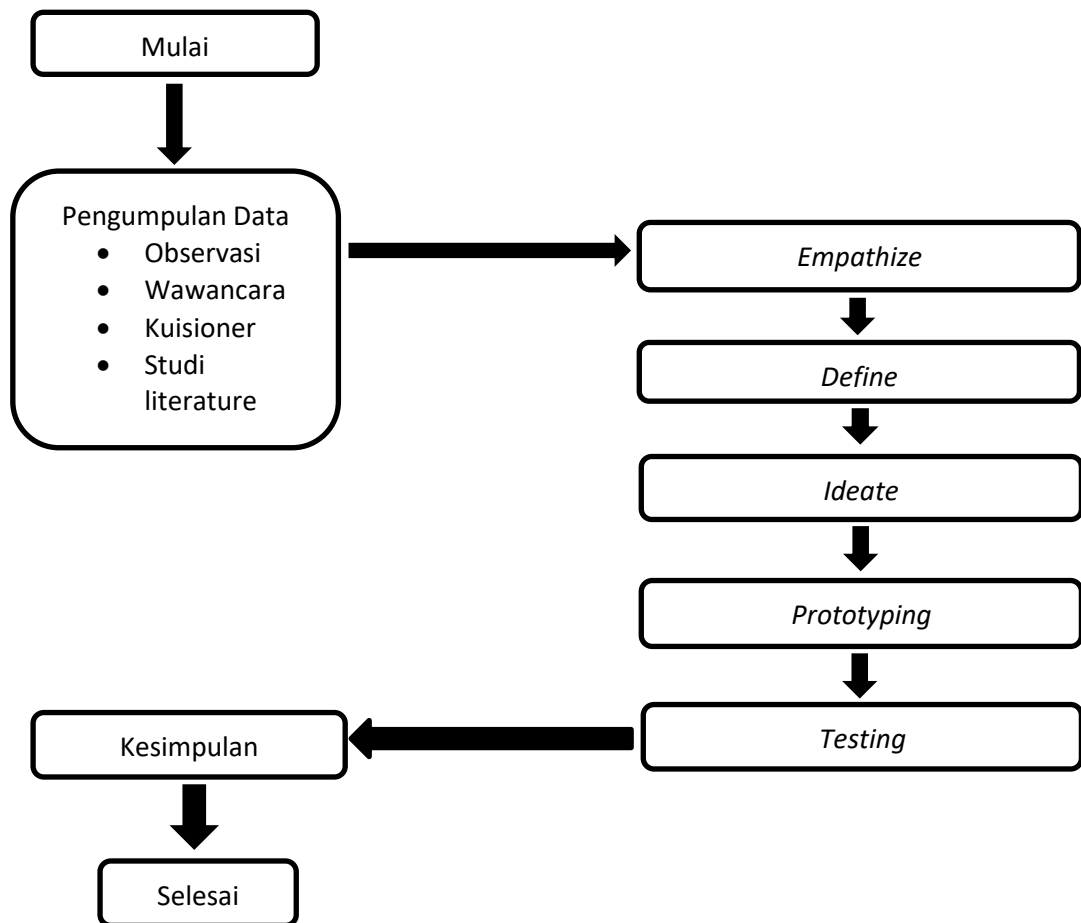 Mulai
Pengumpulan Data
• Observasi
• Wawancara
• Kuisioner
• Studi
literature
Empathize
Define
Ideate
Prototyping
Testing
Kesimpulan
Selesai